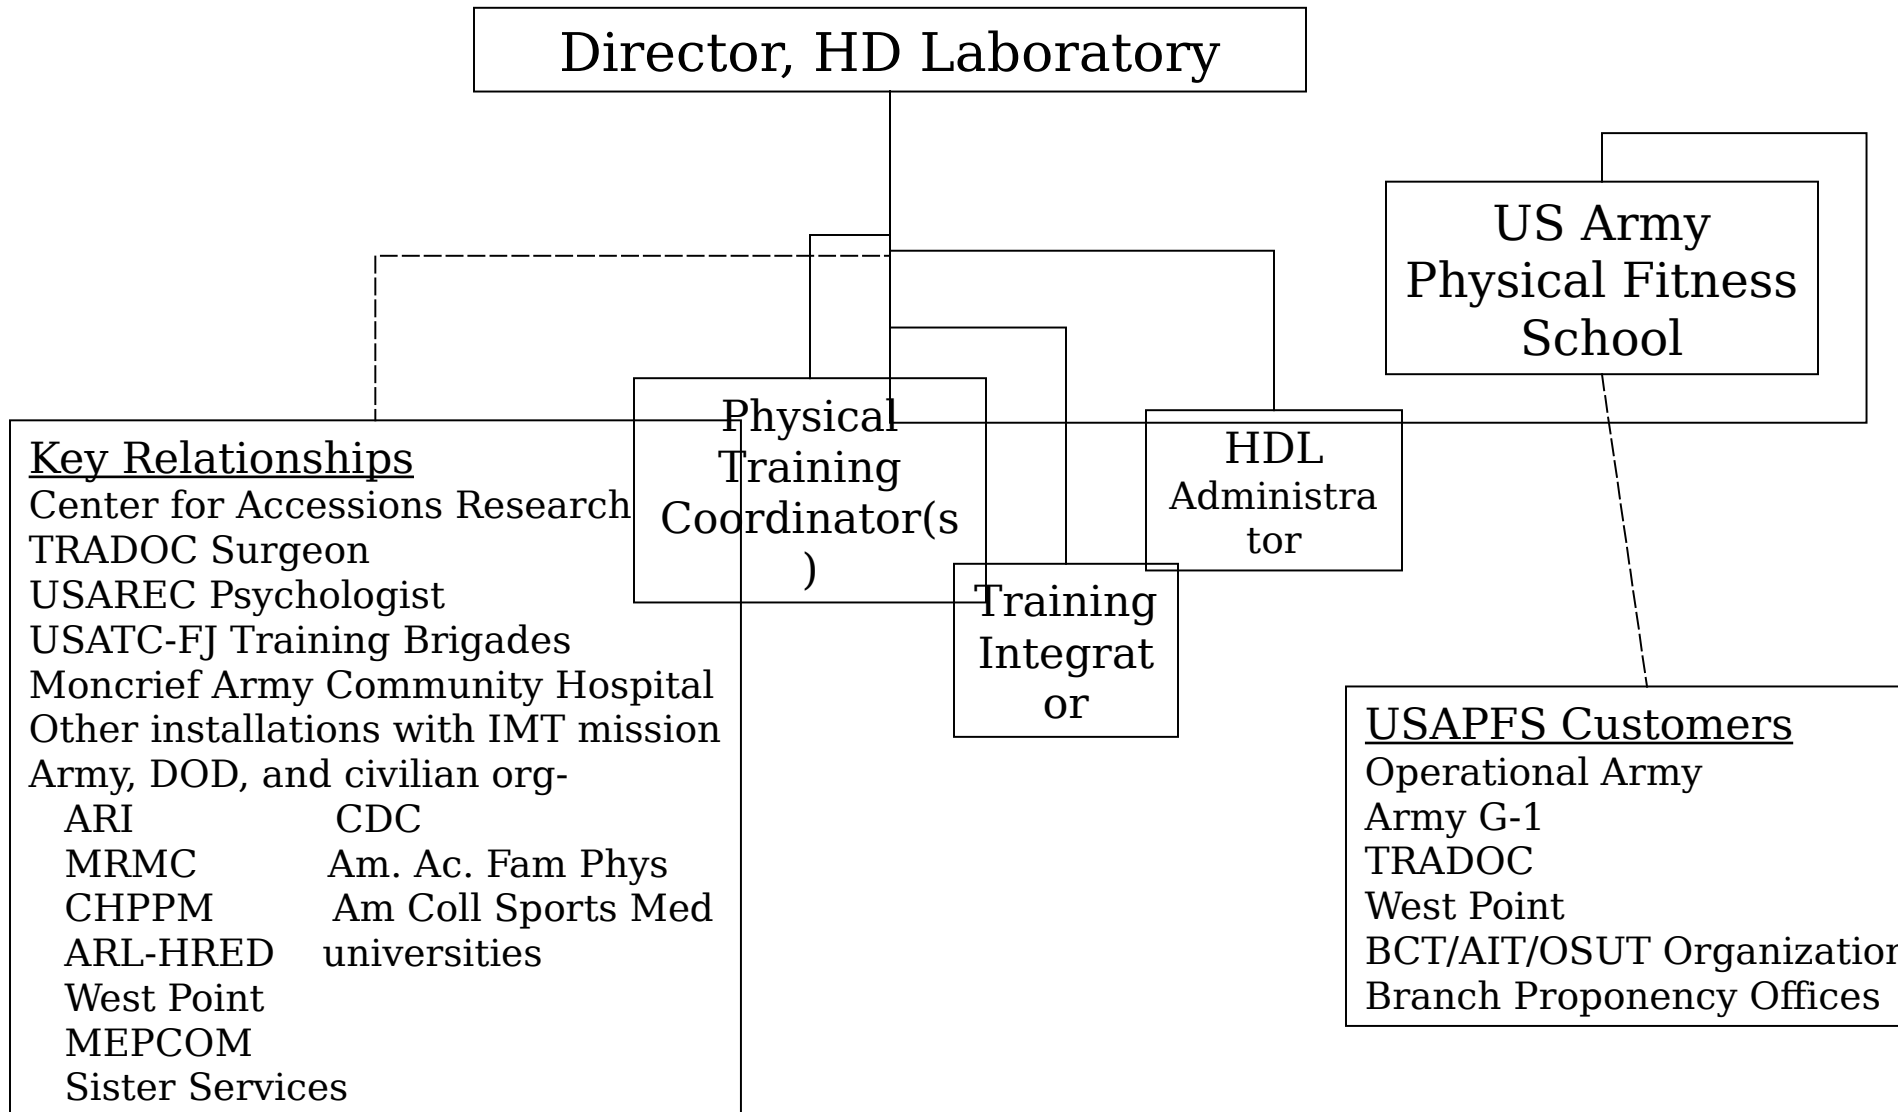 Director, HD Laboratory
US Army
Physical Fitness
School
Physical
Training
Coordinator(s
)
HDL
Administra
tor
Training
Integrat
or
Key Relationships
Center for Accessions Research
TRADOC Surgeon
USAREC Psychologist
USATC-FJ Training Brigades
Moncrief Army Community Hospital
Other installations with IMT mission
Army, DOD, and civilian org-
ARI CDC
MRMC Am. Ac. Fam Phys
CHPPM Am Coll Sports Med
ARL-HRED universities
West Point
MEPCOM
Sister Services
USAPFS Customers
Operational Army
Army G-1
TRADOC
West Point
BCT/AIT/OSUT Organization
Branch Proponency Offices